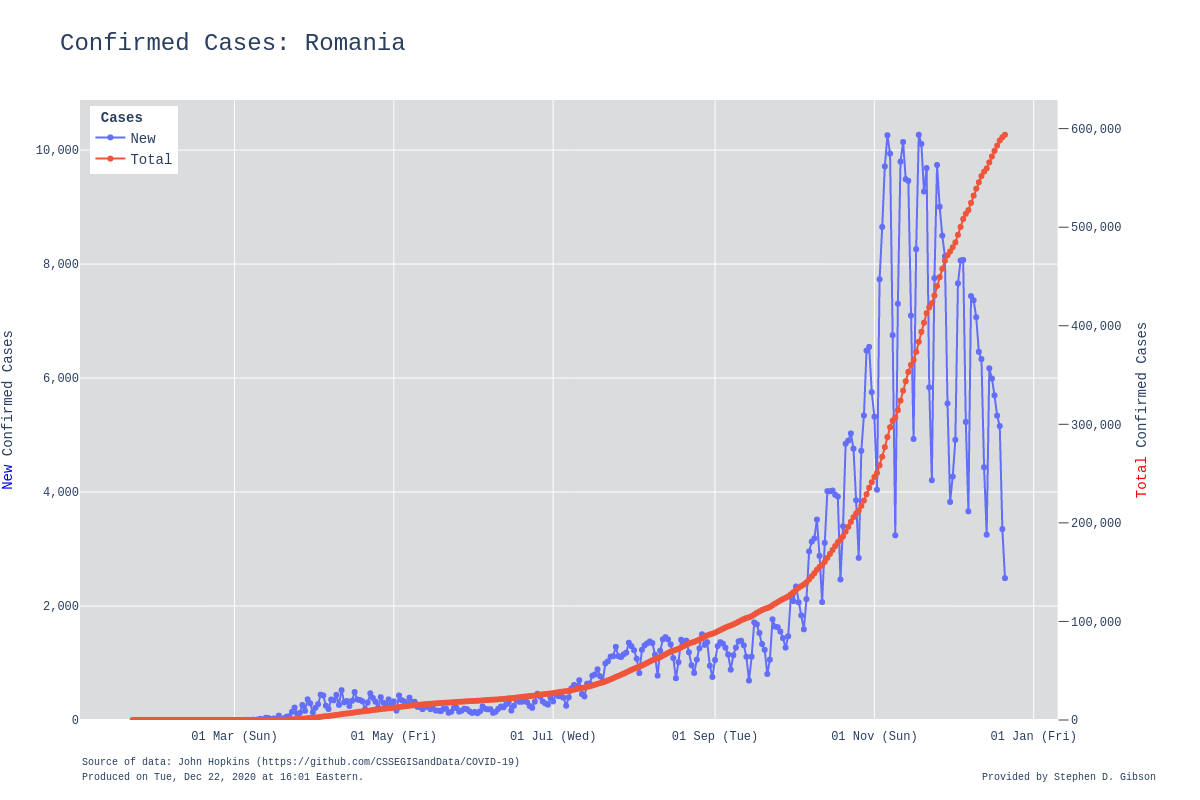 Confirmed Cases: Romania
Cases
New
Total
10,000
8,000
6,000
4,000
2,000
0
600,000
500,000
400,000
300,000
200,000
100,000
0
New Confirmed Cases
Total Confirmed Cases
01 Mar (Sun)
01 May (Fri)
01 Jul (Wed)
01 Sep (Tue)
01 Nov (Sun)
01 Jan (Fri)
Source of data: John Hopkins (https://github.com/CSSEGISandData/COVID-19)
Produced on Tue, Dec 22, 2020 at 16:01 Eastern.
Provided by Stephen D. Gibson